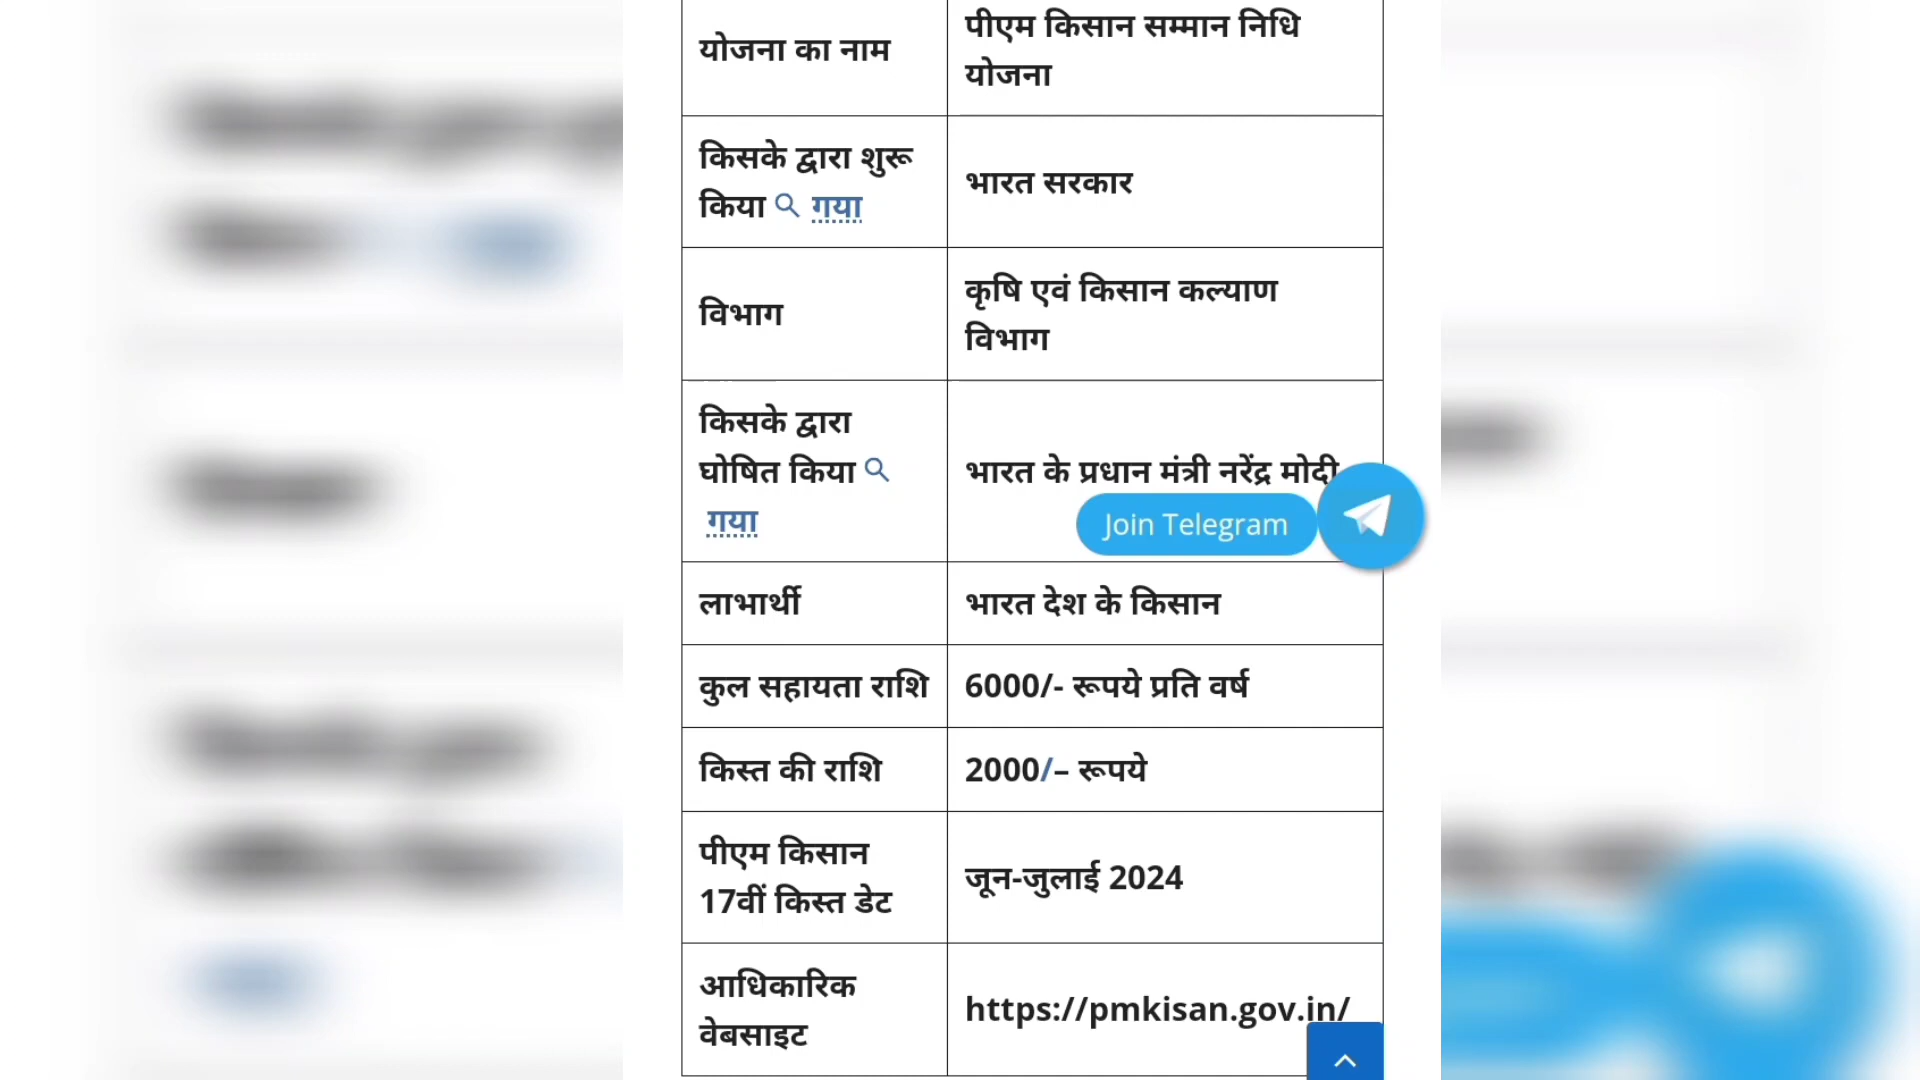 योजना का नाम
पीएम किसान सम्मान निधि
योजना
किसके द्वारा शुरू
किया गया
भारत सरकार
विभाग
कृषि एवं किसान कल्याण
विभाग
किसके द्वारा
घोषित किया
गया
भारत के प्रधान मंत्री नरेंद्र मोदी
Join Telegram
लाभार्थी
भारत देश के किसान
कुल सहायता राशि
6000/- रूपये प्रति वर्ष
किस्त की राशि
2000/– रूपये
पीएम किसान
17वीं किस्त डेट
जून-जुलाई 2024
आधिकारिक
वेबसाइट
https://pmkisan.gov.in/